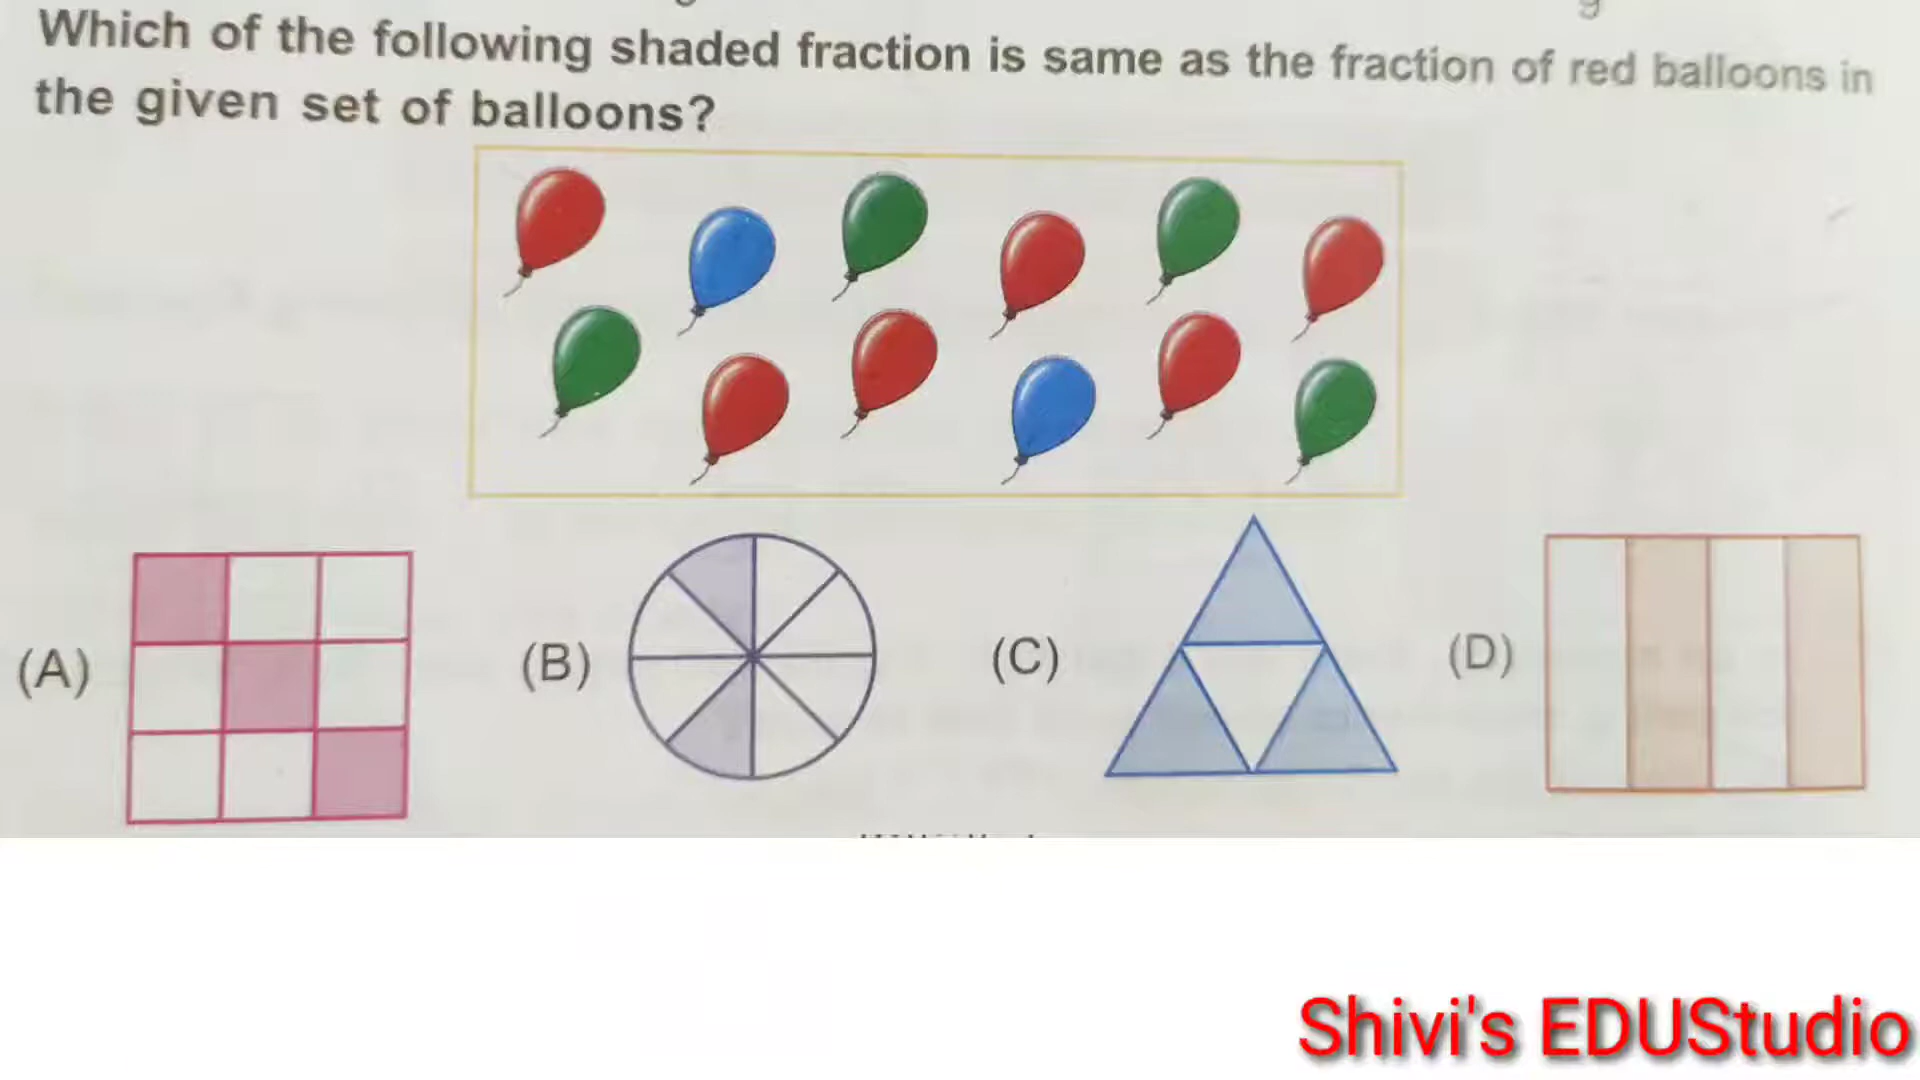 Which of the following shaded fraction is same as the fraction of red balloons in
the given set of balloons?
(A)
(B)
(C)
(D)
Shivi's EDUStudio